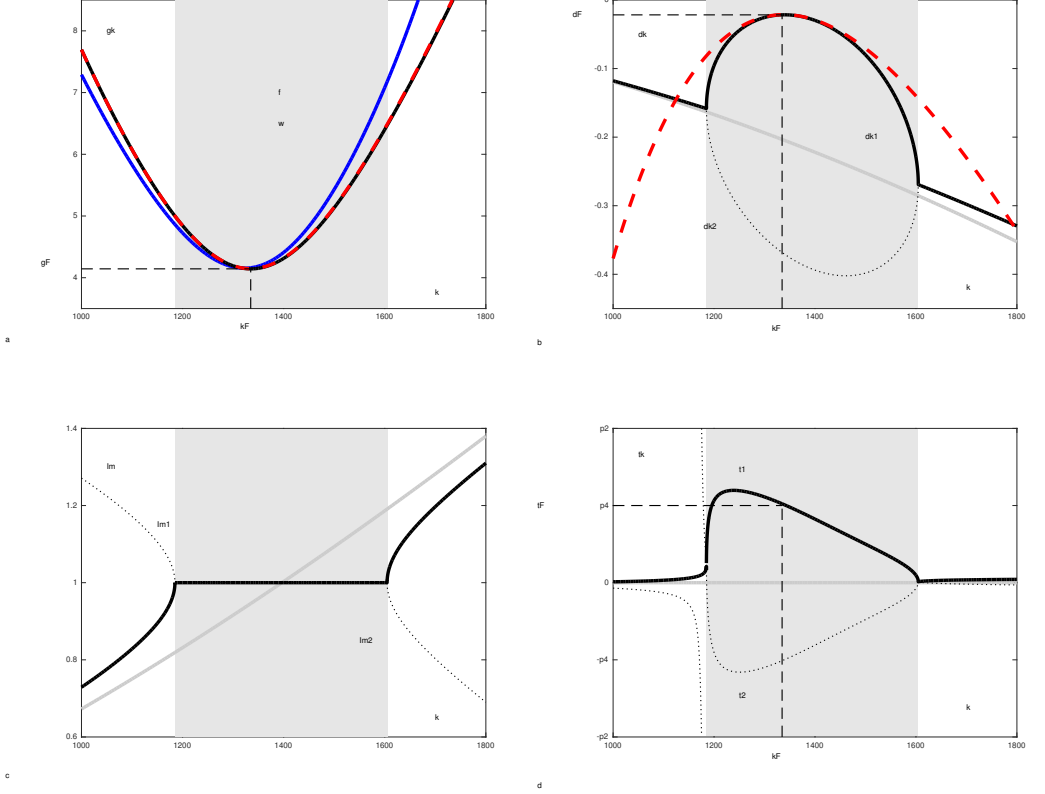 8
gk
7
f
w
6
5
gF
4
k
1000
1200
1400
1600
1800
kF
a
0
dF
dk
-0.1
dk1
-0.2
dk2
-0.3
-0.4
k
1000
1200
1400
1600
1800
kF
b
1.4
lm
1.2
lm1
1
0.8
lm2
k
0.6
1000
1200
1400
1600
1800
c
p2
tk
t1
tF
p4
0
-p4
t2
k
-p2
1000
1200
1400
1600
1800
kF
d